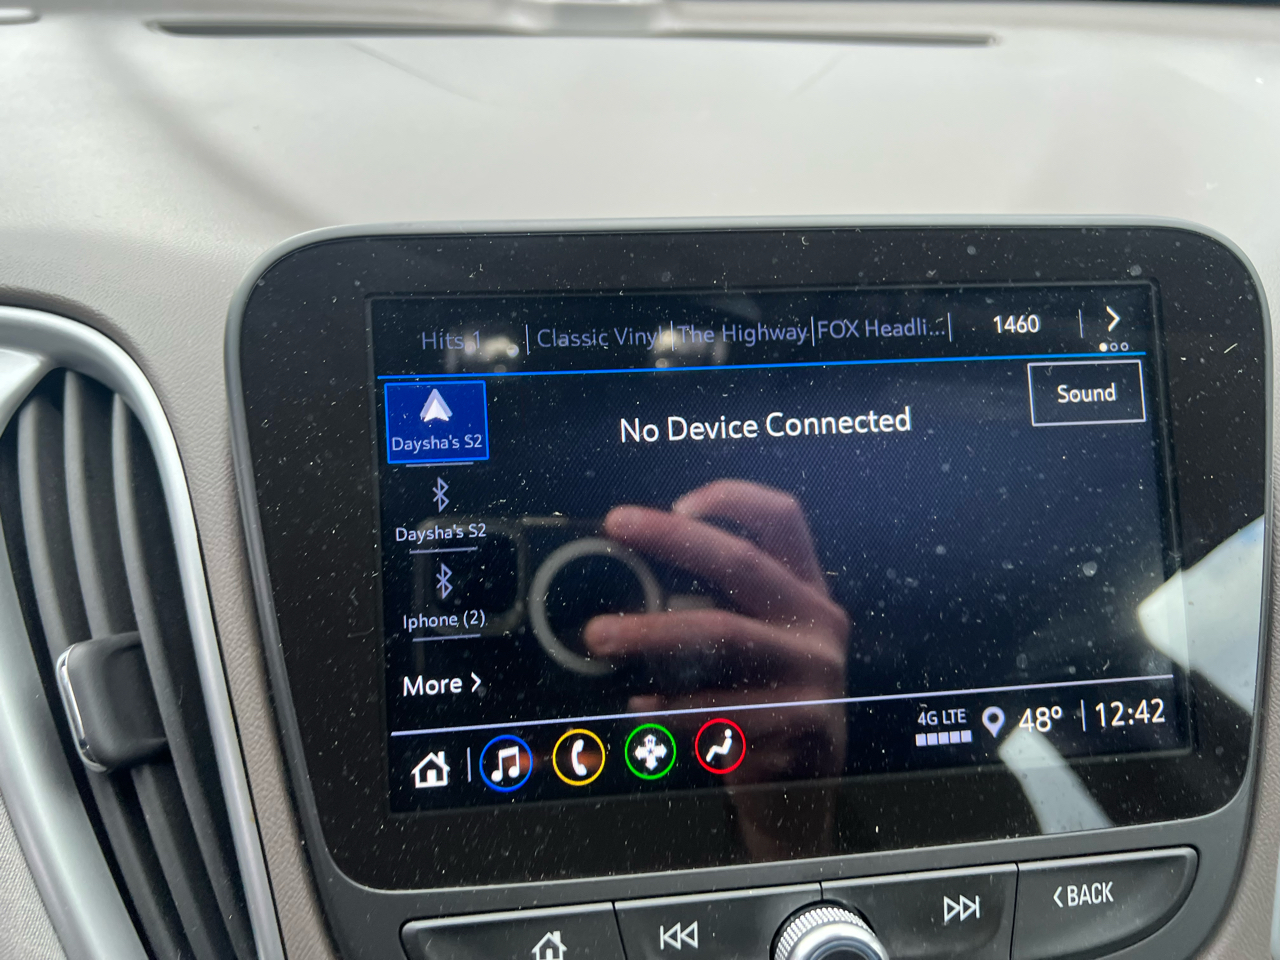 Hits 1 Classic Vinyl The Highway FOX Headli... 1460
Sound
No Device Connected
Daysha's S2
Daysha's S2
Iphone (2)
More
4G LTE 48° 12:42
BACK